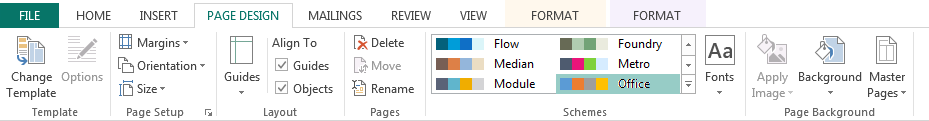 FILE HOME INSERT PAGE DESIGN MAILINGS REVIEW VIEW FORMAT FORMAT
Change Template
Options
Template
Margins
Orientation
Size
Page Setup
Guides
Align To
Guides
Objects
Layout
Delete
Move
Rename
Pages
Flow
Foundry
Median
Metro
Module
Office
Schemes
Aa
Fonts
Apply Image
Background
Master Pages
Page Background